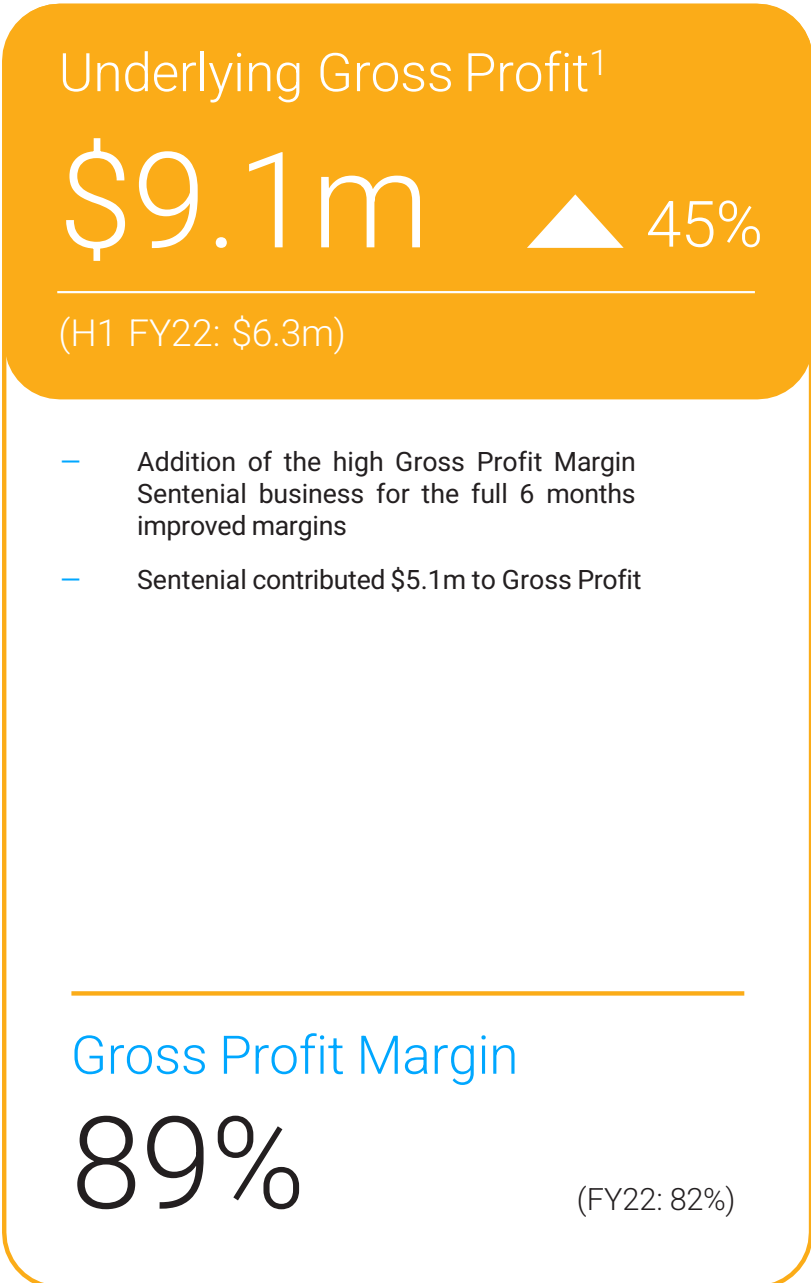 Underlying Gross Profit¹
$9.1m ▲ 45%
(H1 FY22: $6.3m)
— Addition of the high Gross Profit Margin
Sentenial business for the full 6 months
improved margins
— Sentenial contributed $5.1m to Gross Profit
Gross Profit Margin
89% (FY22: 82%)